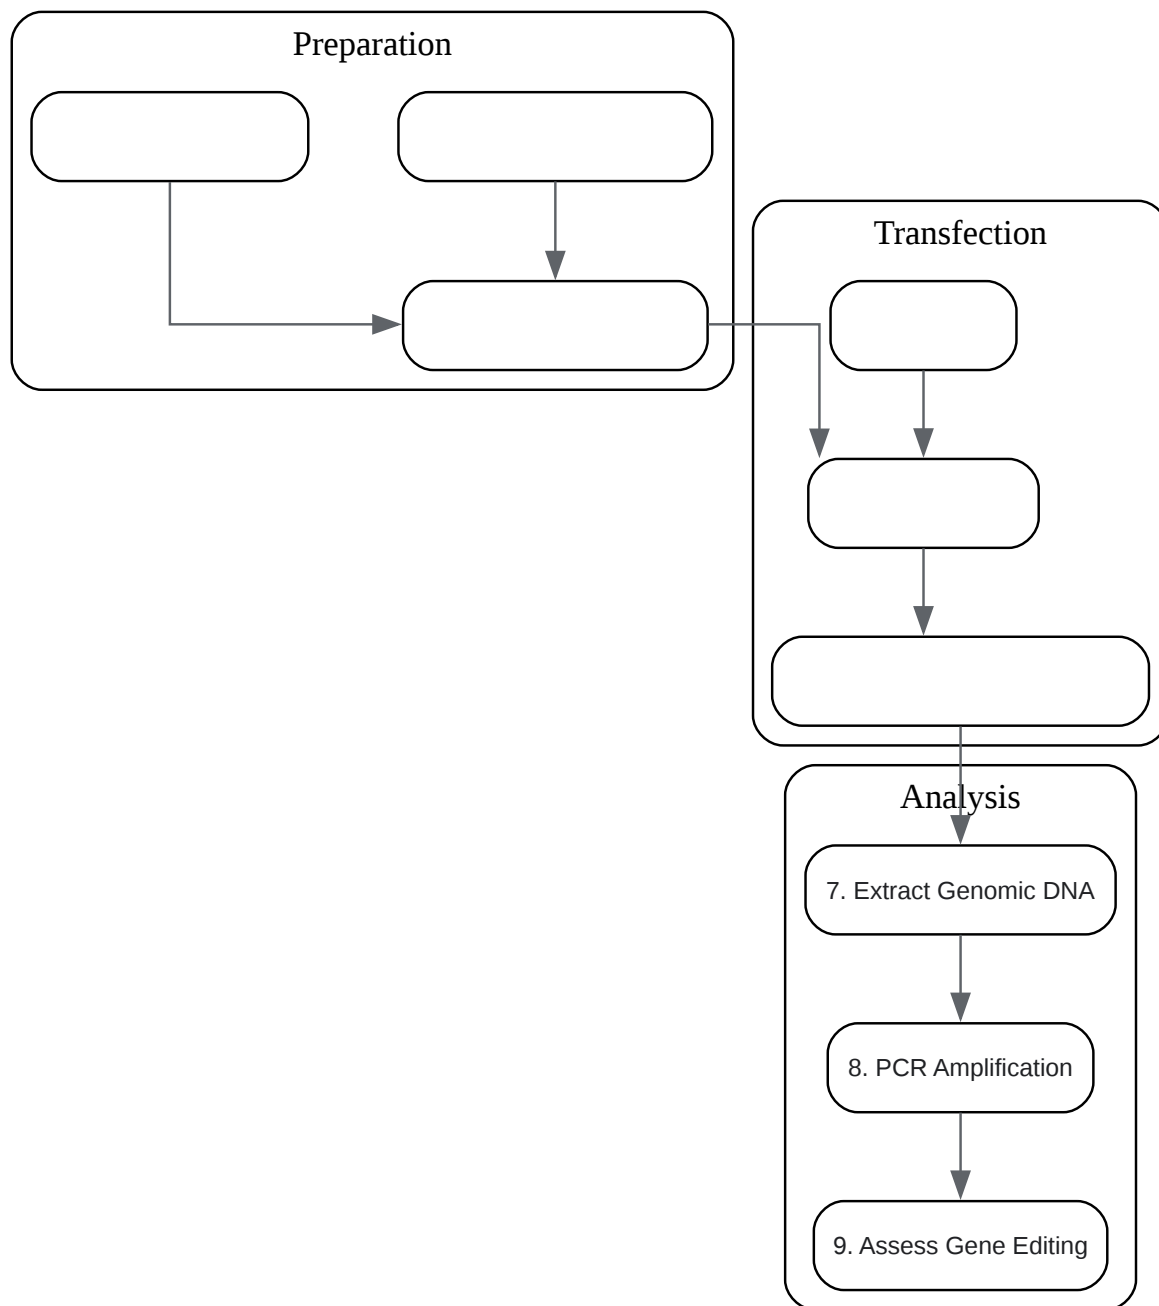 Preparation
Transfection
Analysis
7. Extract Genomic DNA
8. PCR Amplification
9. Assess Gene Editing